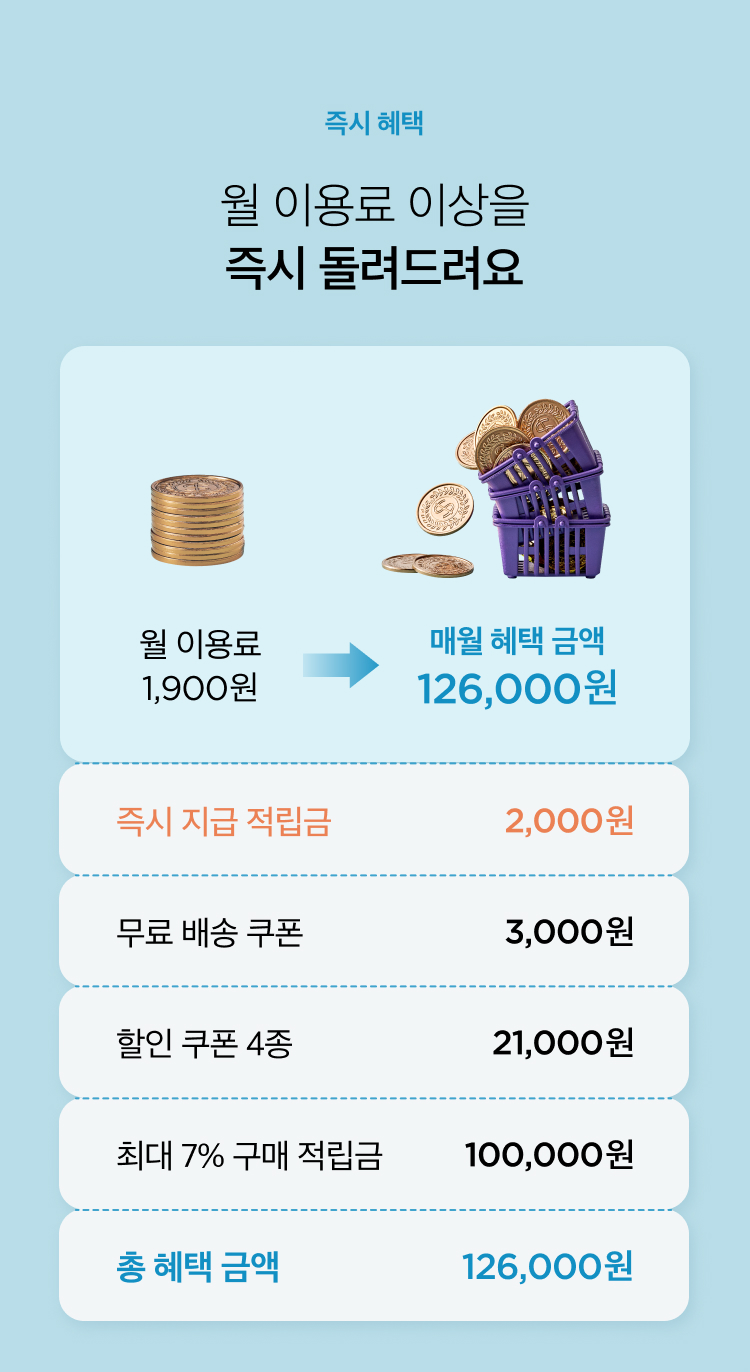 즉시 혜택
월 이용료 이상을
즉시 돌려드려요
월 이용료
1,900원
매월 혜택 금액
126,000원
즉시 지급 적립금 2,000원
무료 배송 쿠폰 3,000원
할인 쿠폰 4종 21,000원
최대 7% 구매 적립금 100,000원
총 혜택 금액 126,000원